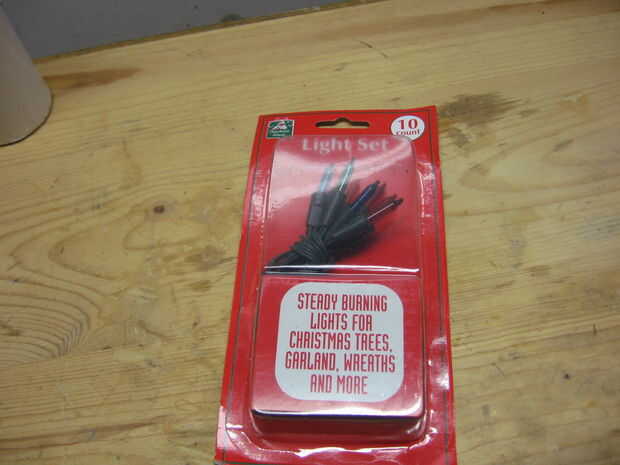 10
count
Light Set
STEADY BURNING
LIGHTS FOR
CHRISTMAS TREES,
GARLAND, WREATHS
AND MORE